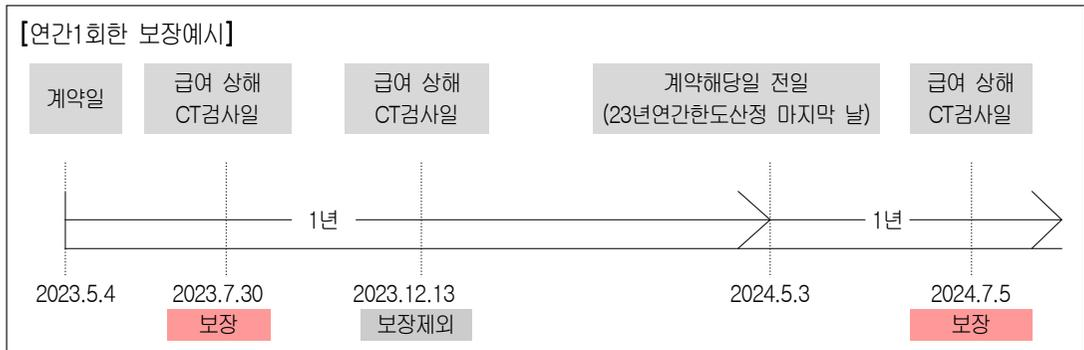 [연간1회한 보장예시]
계약일
급여 상해
CT검사일
급여 상해
CT검사일
계약해당일 전일
(23년연간한도산정 마지막 날)
급여 상해
CT검사일
1년
1년
2023.5.4
2023.7.30
2023.12.13
2024.5.3
2024.7.5
보장
보장제외
보장